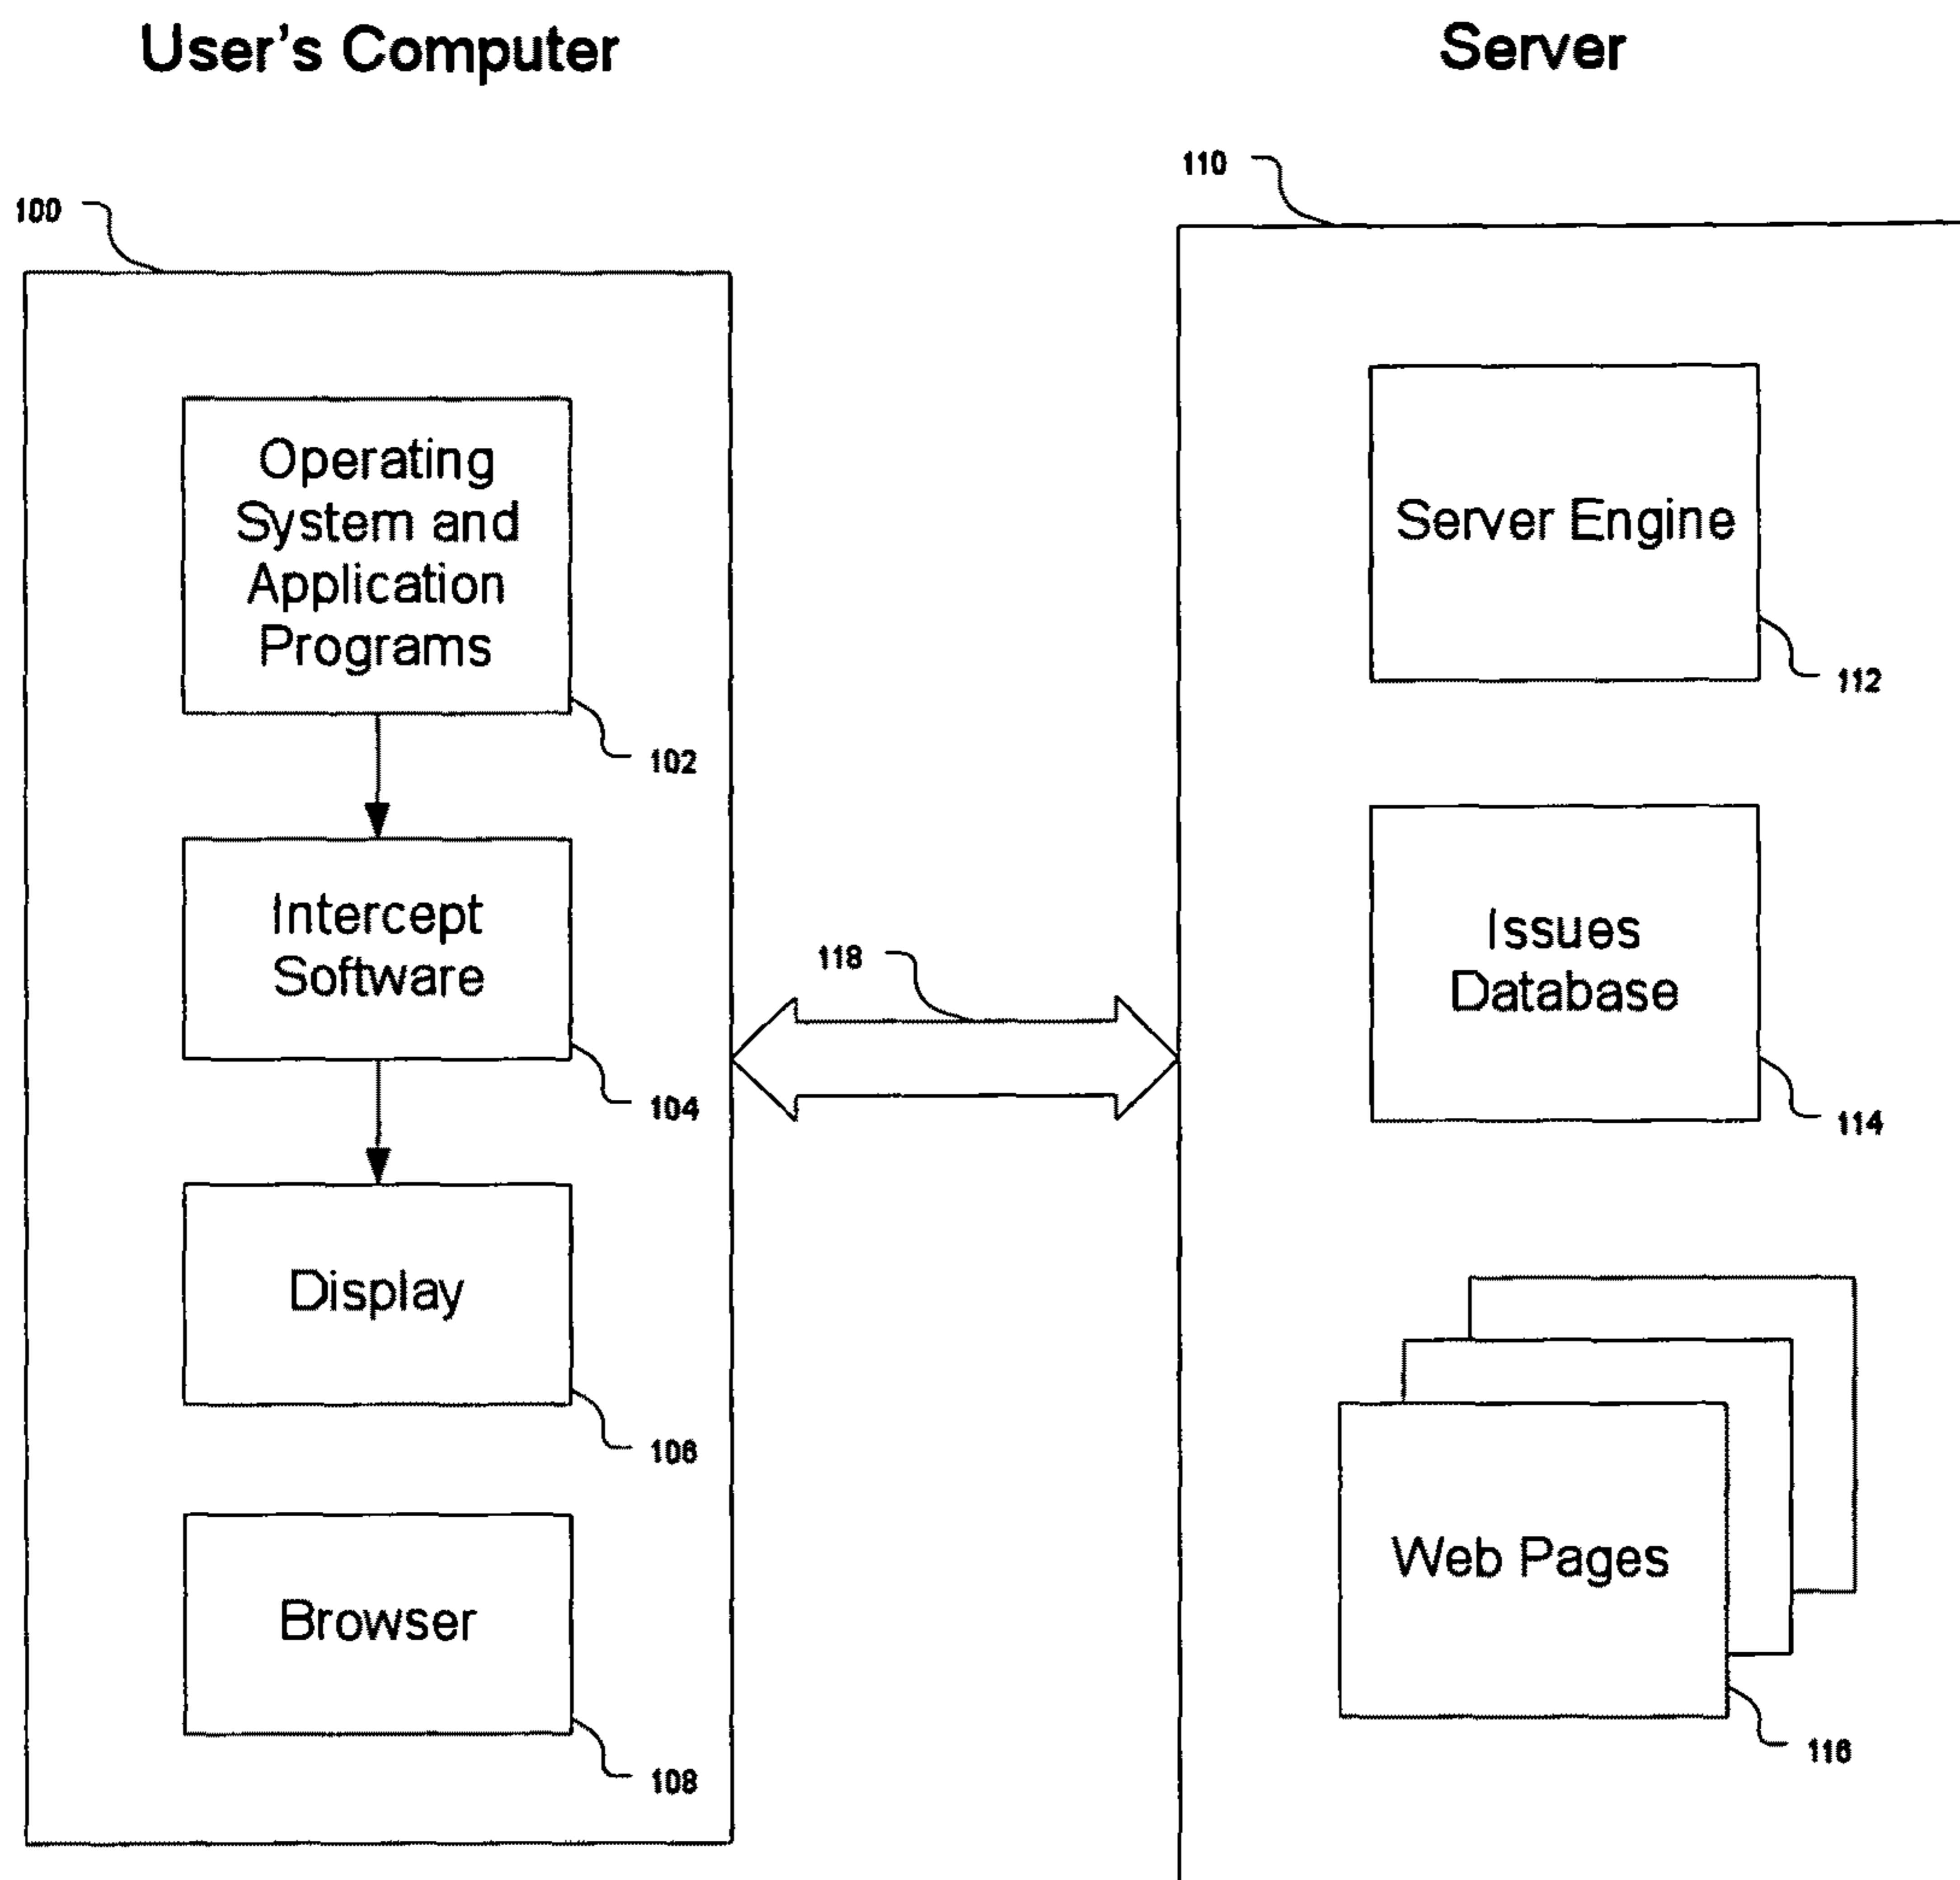 User's Computer
Server
110
100
Operating
System and
Application
Programs
102
Intercept
Software
104
Display
106
Browser
108
118
Server Engine
112
Issues
Database
114
Web Pages
116